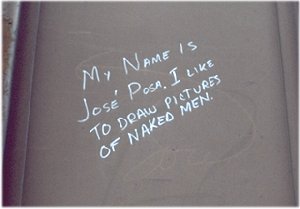 My Name is
José Posa. I like
to draw pictures
of naked men.